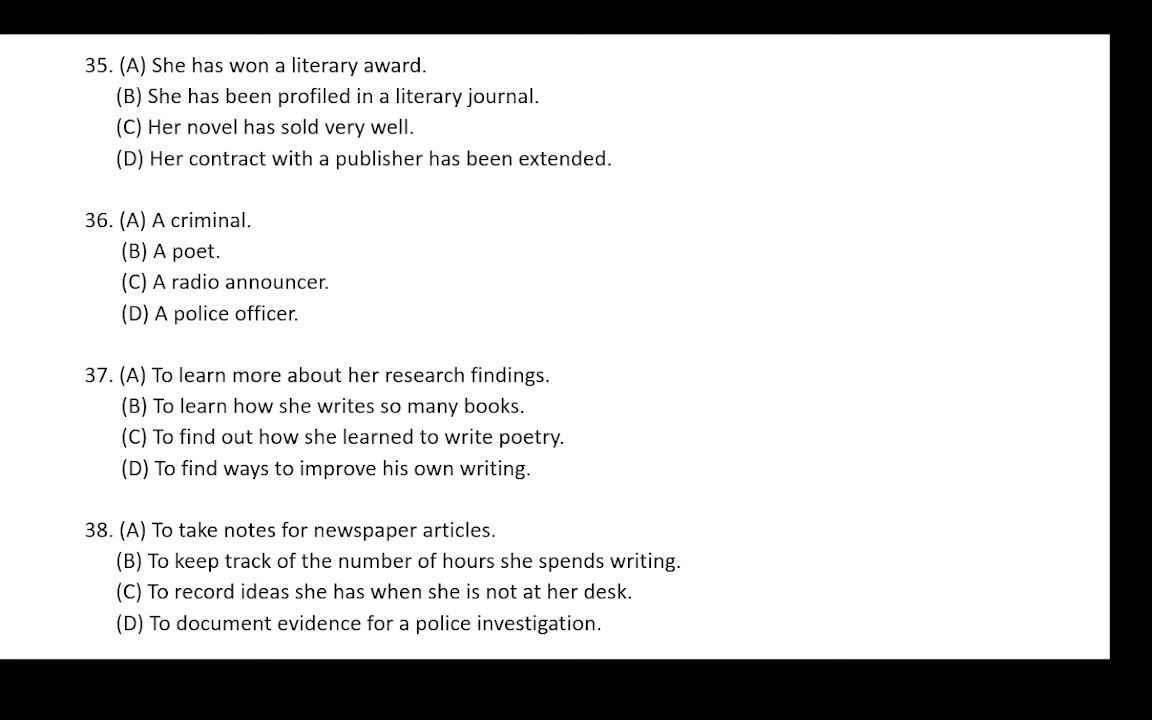 35. (A) She has won a literary award.
(B) She has been profiled in a literary journal.
(C) Her novel has sold very well.
(D) Her contract with a publisher has been extended.
36. (A) A criminal.
(B) A poet.
(C) A radio announcer.
(D) A police officer.
37. (A) To learn more about her research findings.
(B) To learn how she writes so many books.
(C) To find out how she learned to write poetry.
(D) To find ways to improve his own writing.
38. (A) To take notes for newspaper articles.
(B) To keep track of the number of hours she spends writing.
(C) To record ideas she has when she is not at her desk.
(D) To document evidence for a police investigation.